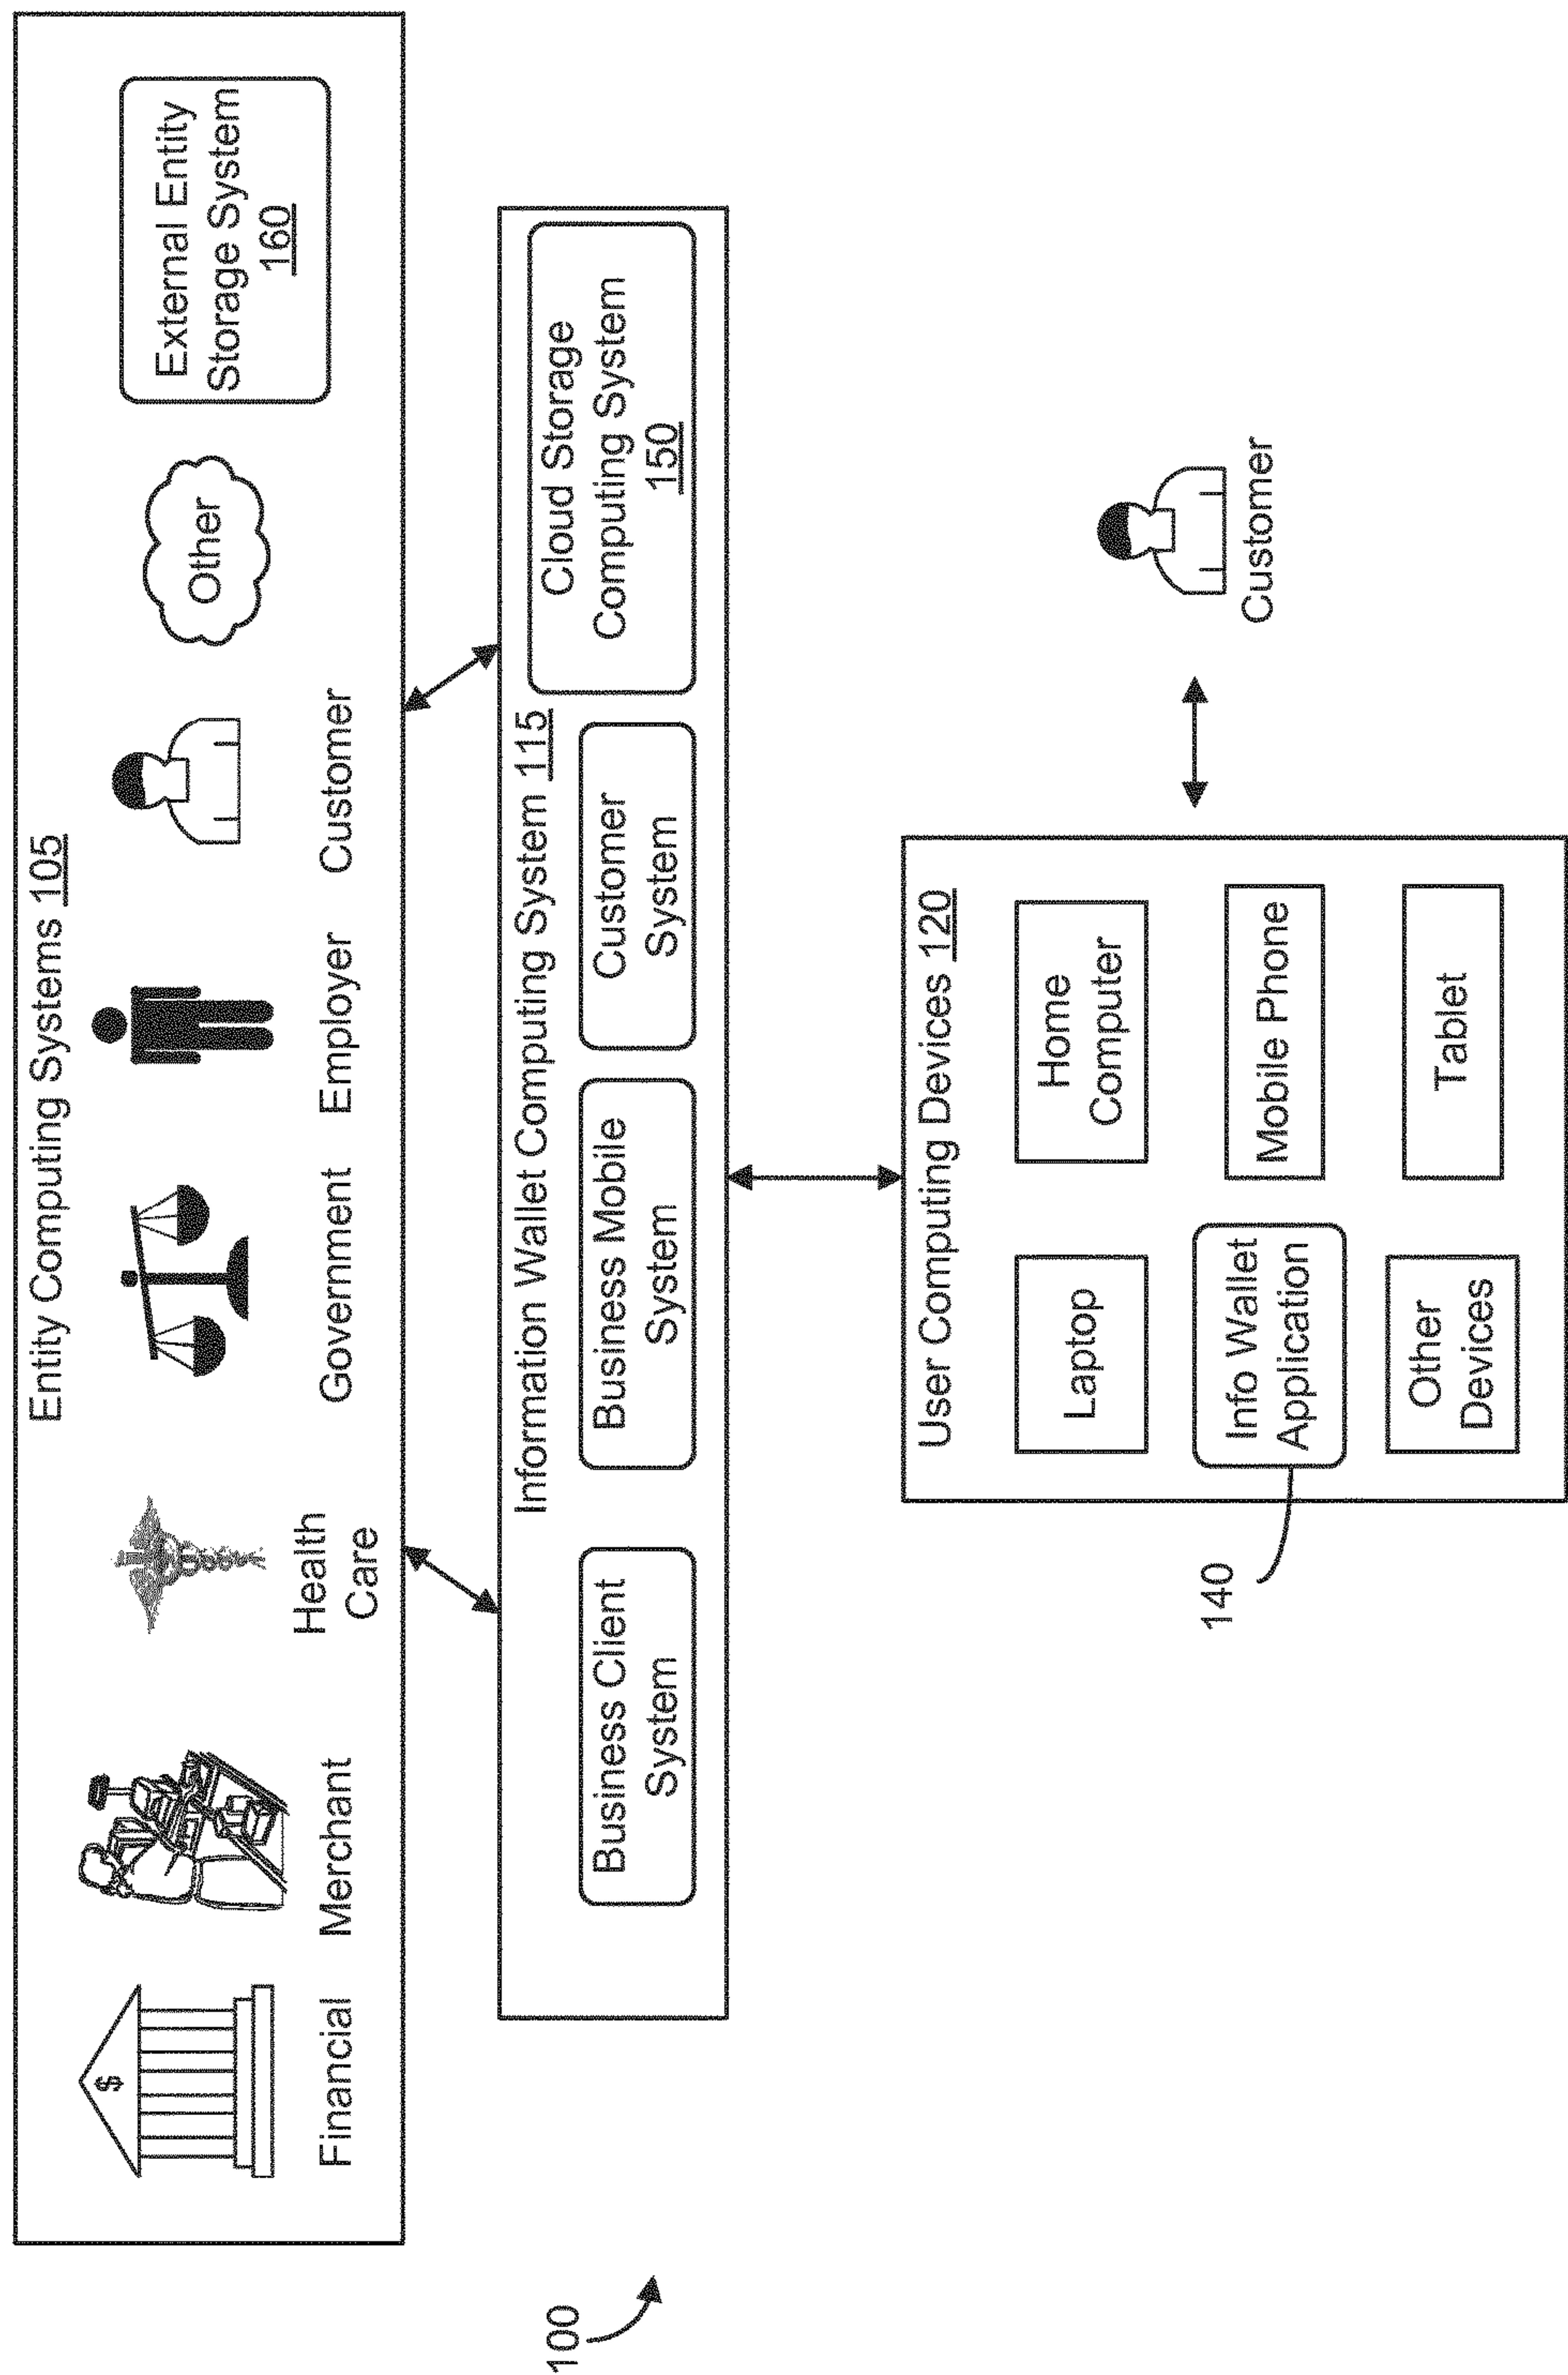 Entity Computing Systems 105
Financial
Merchant
Health
Care
Government
Employer
Customer
Other
External Entity
Storage System
160
$
100
Information Wallet Computing System 115
Business Client
System
Business Mobile
System
Customer
System
Cloud Storage
Computing System
150
User Computing Devices 120
Laptop
Home
Computer
Info Wallet
Application
Mobile Phone
Other
Devices
Tablet
140
Customer